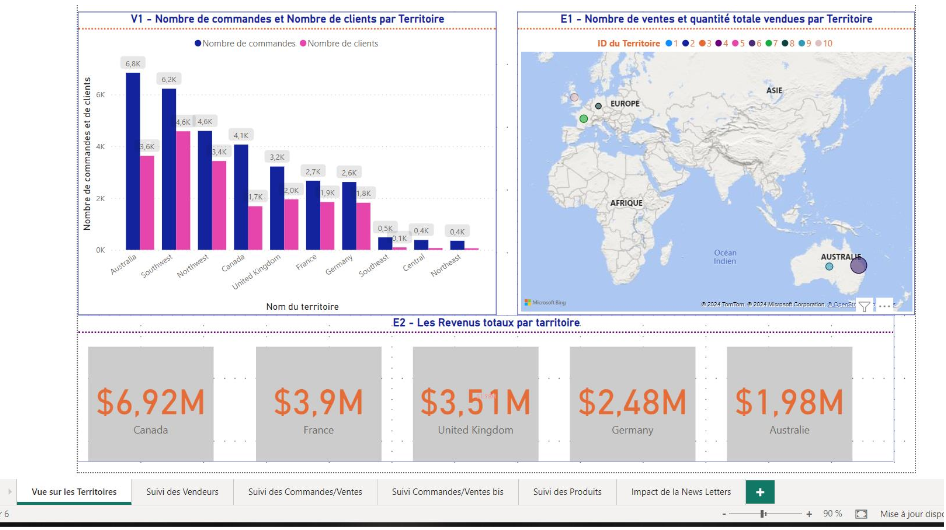 V1 - Nombre de commandes et Nombre de clients par Territoire
Nombre de commandes Nombre de clients
Nombre de commandes et de clients
6K
4K
2K
0K
6,8K
3,6K
6,2K
4,6K
4,6K
3,4K
4,1K
1,7K
3,2K
2,0K
2,7K
1,9K
2,6K
1,8K
0,5K
0,1K
0,4K
0,4K
Australia
Southwest
Northwest
Canada
United Kingdom
France
Germany
Southeast
Central
Northeast
Nom du territoire
E1 - Nombre de ventes et quantité totale vendues par Territoire
ID du Territoire 1 2 3 4 5 6 7 8 9 10
ASIE
EUROPE
AFRIQUE
Océan
Indien
AUSTRALIE
Microsoft Bing
© 2024 TomTom, © 2024 Microsoft Corporation, © OpenStr
E2 - Les Revenus totaux par tarritoire
$6,92M
Canada
$3,9M
France
$3,51M
United Kingdom
$2,48M
Germany
$1,98M
Australie
Vue sur les Territoires
Suivi des Vendeurs
Suivi des Commandes/Ventes
Suivi Commandes/Ventes bis
Suivi des Produits
Impact de la News Letters
+
r 6
- + 90 %
Mise à jour dispo